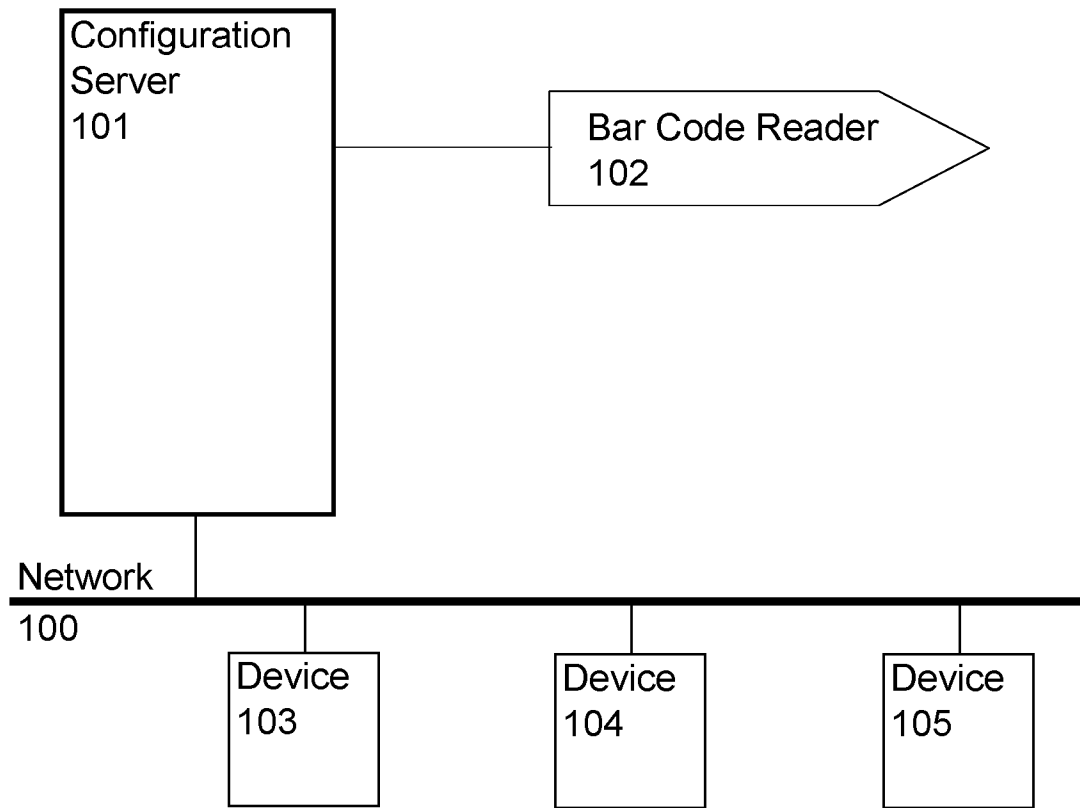 Configuration
Server
101
Bar Code Reader
102
Network
100
Device
103
Device
104
Device
105